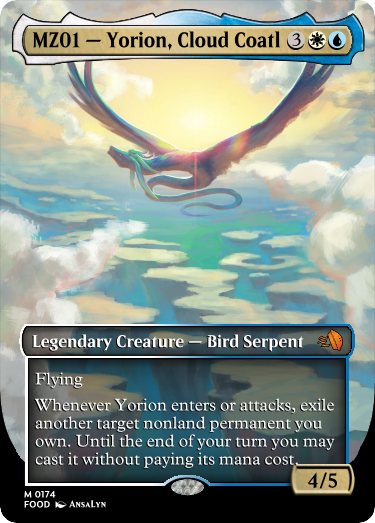 MZ01 — Yorion, Cloud Coatl 3
Legendary Creature — Bird Serpent
Flying
Whenever Yorion enters or attacks, exile
another target nonland permanent you
own. Until the end of your turn you may
cast it without paying its mana cost.
4/5
M 0174
FOOD AnsaLyn